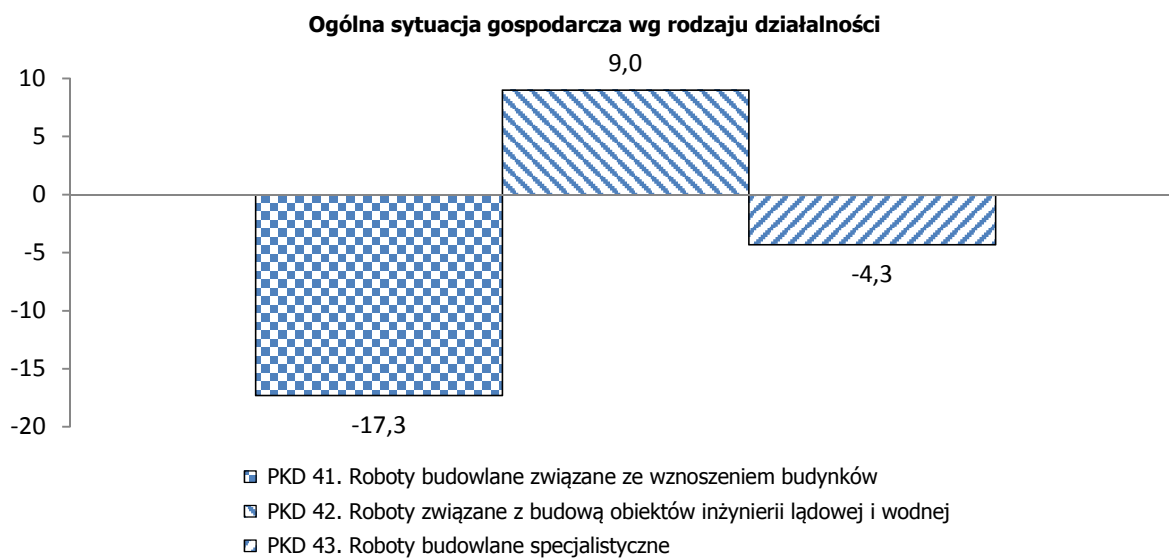 Ogólna sytuacja gospodarcza wg rodzaju działalności
9,0
10
5
0
-5
-4,3
-10
-15
-20
-17,3
PKD 41. Roboty budowlane związane ze wznoszeniem budynków
PKD 42. Roboty związane z budową obiektów inżynierii lądowej i wodnej
PKD 43. Roboty budowlane specjalistyczne